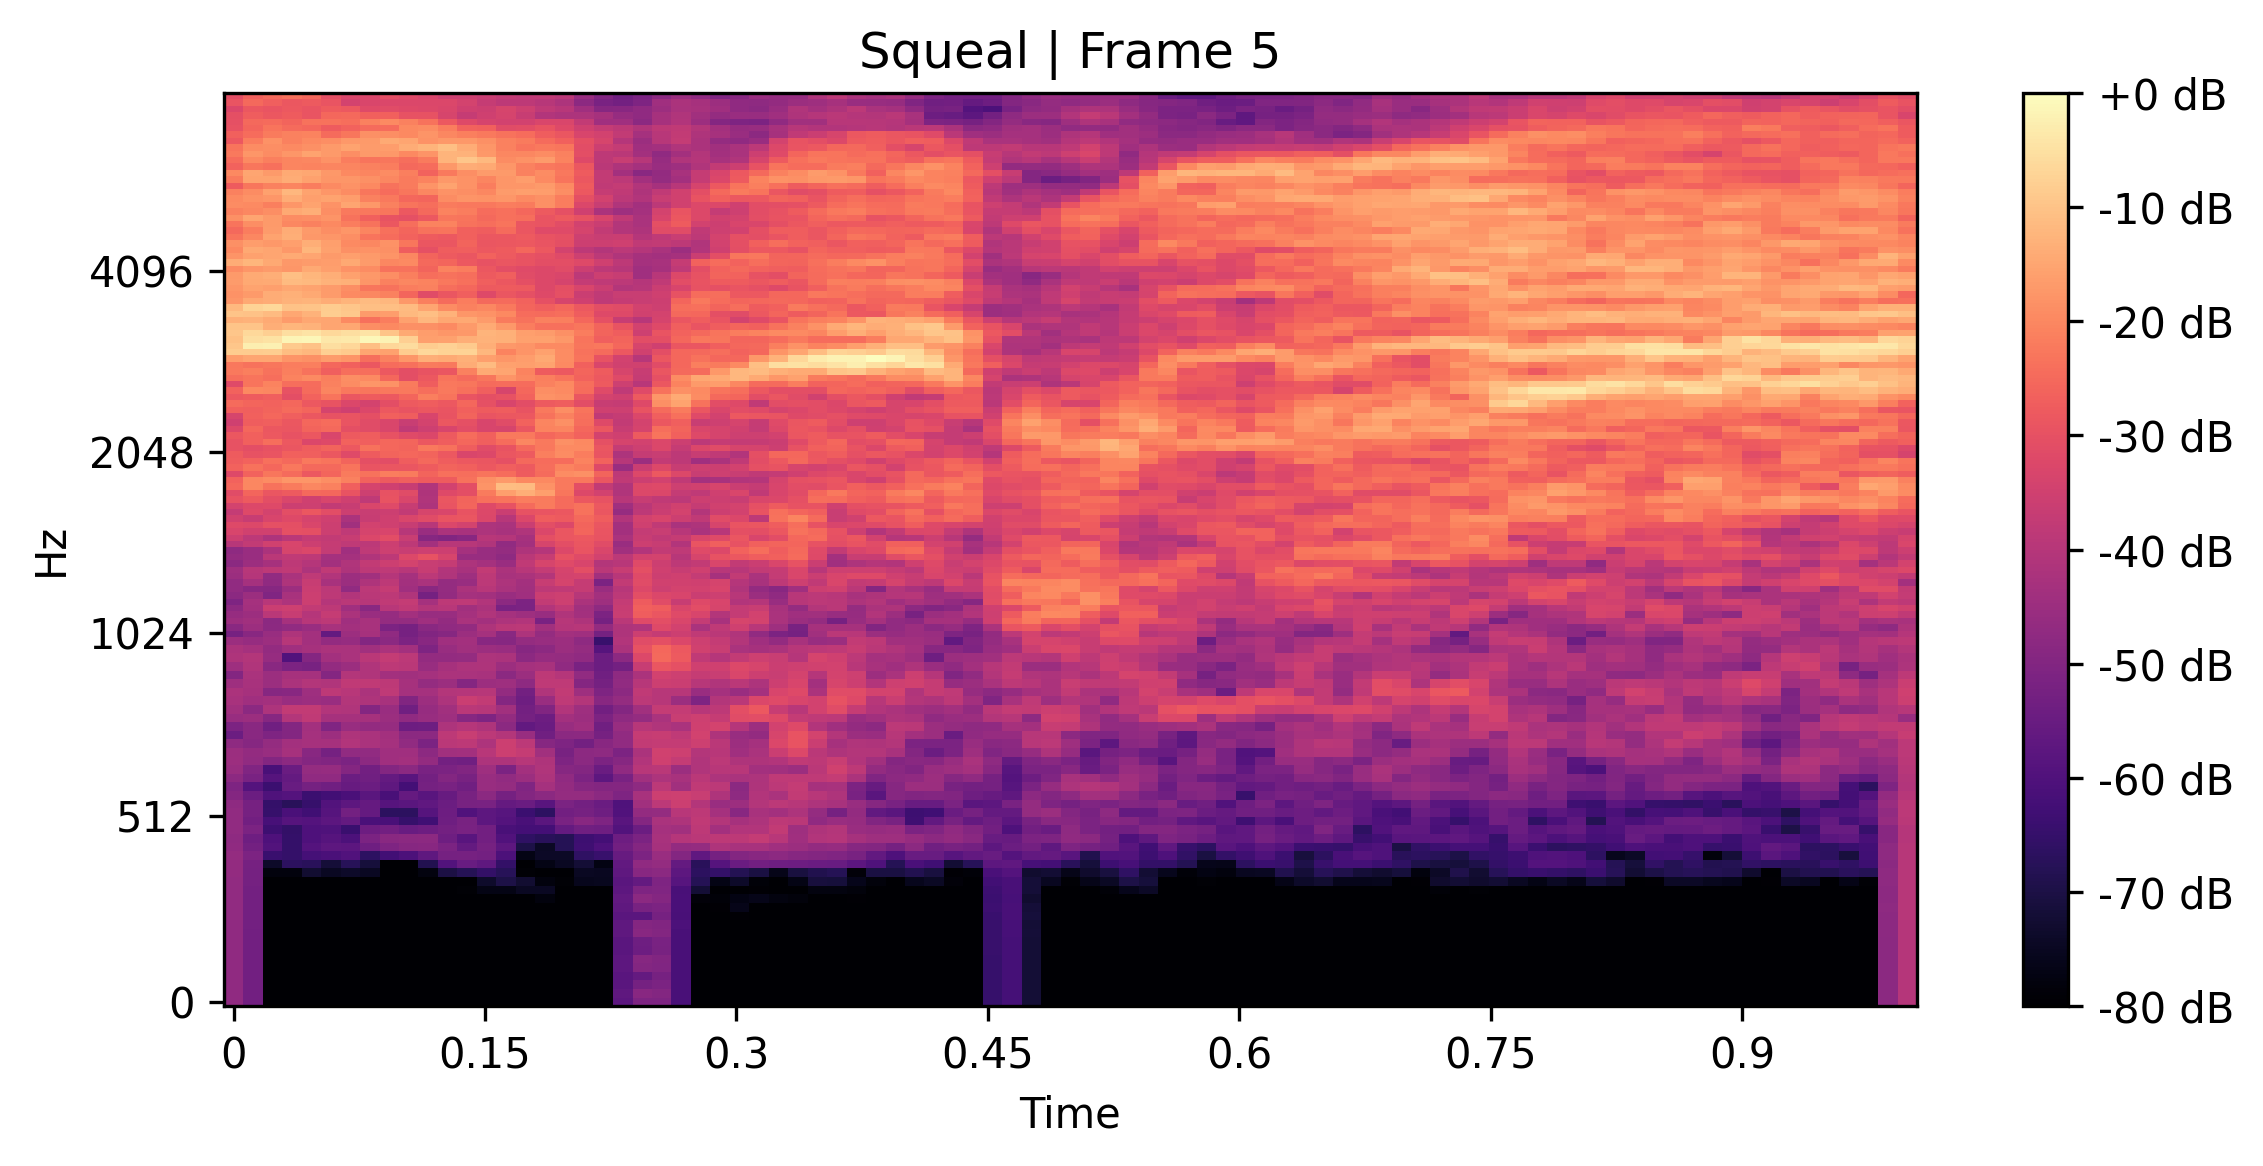 Squeal | Frame 5
+0 dB
-10 dB
-20 dB
-30 dB
-40 dB
-50 dB
-60 dB
-70 dB
-80 dB
Hz
4096
2048
1024
512
0
0
0.15
0.3
0.45
0.6
0.75
0.9
Time